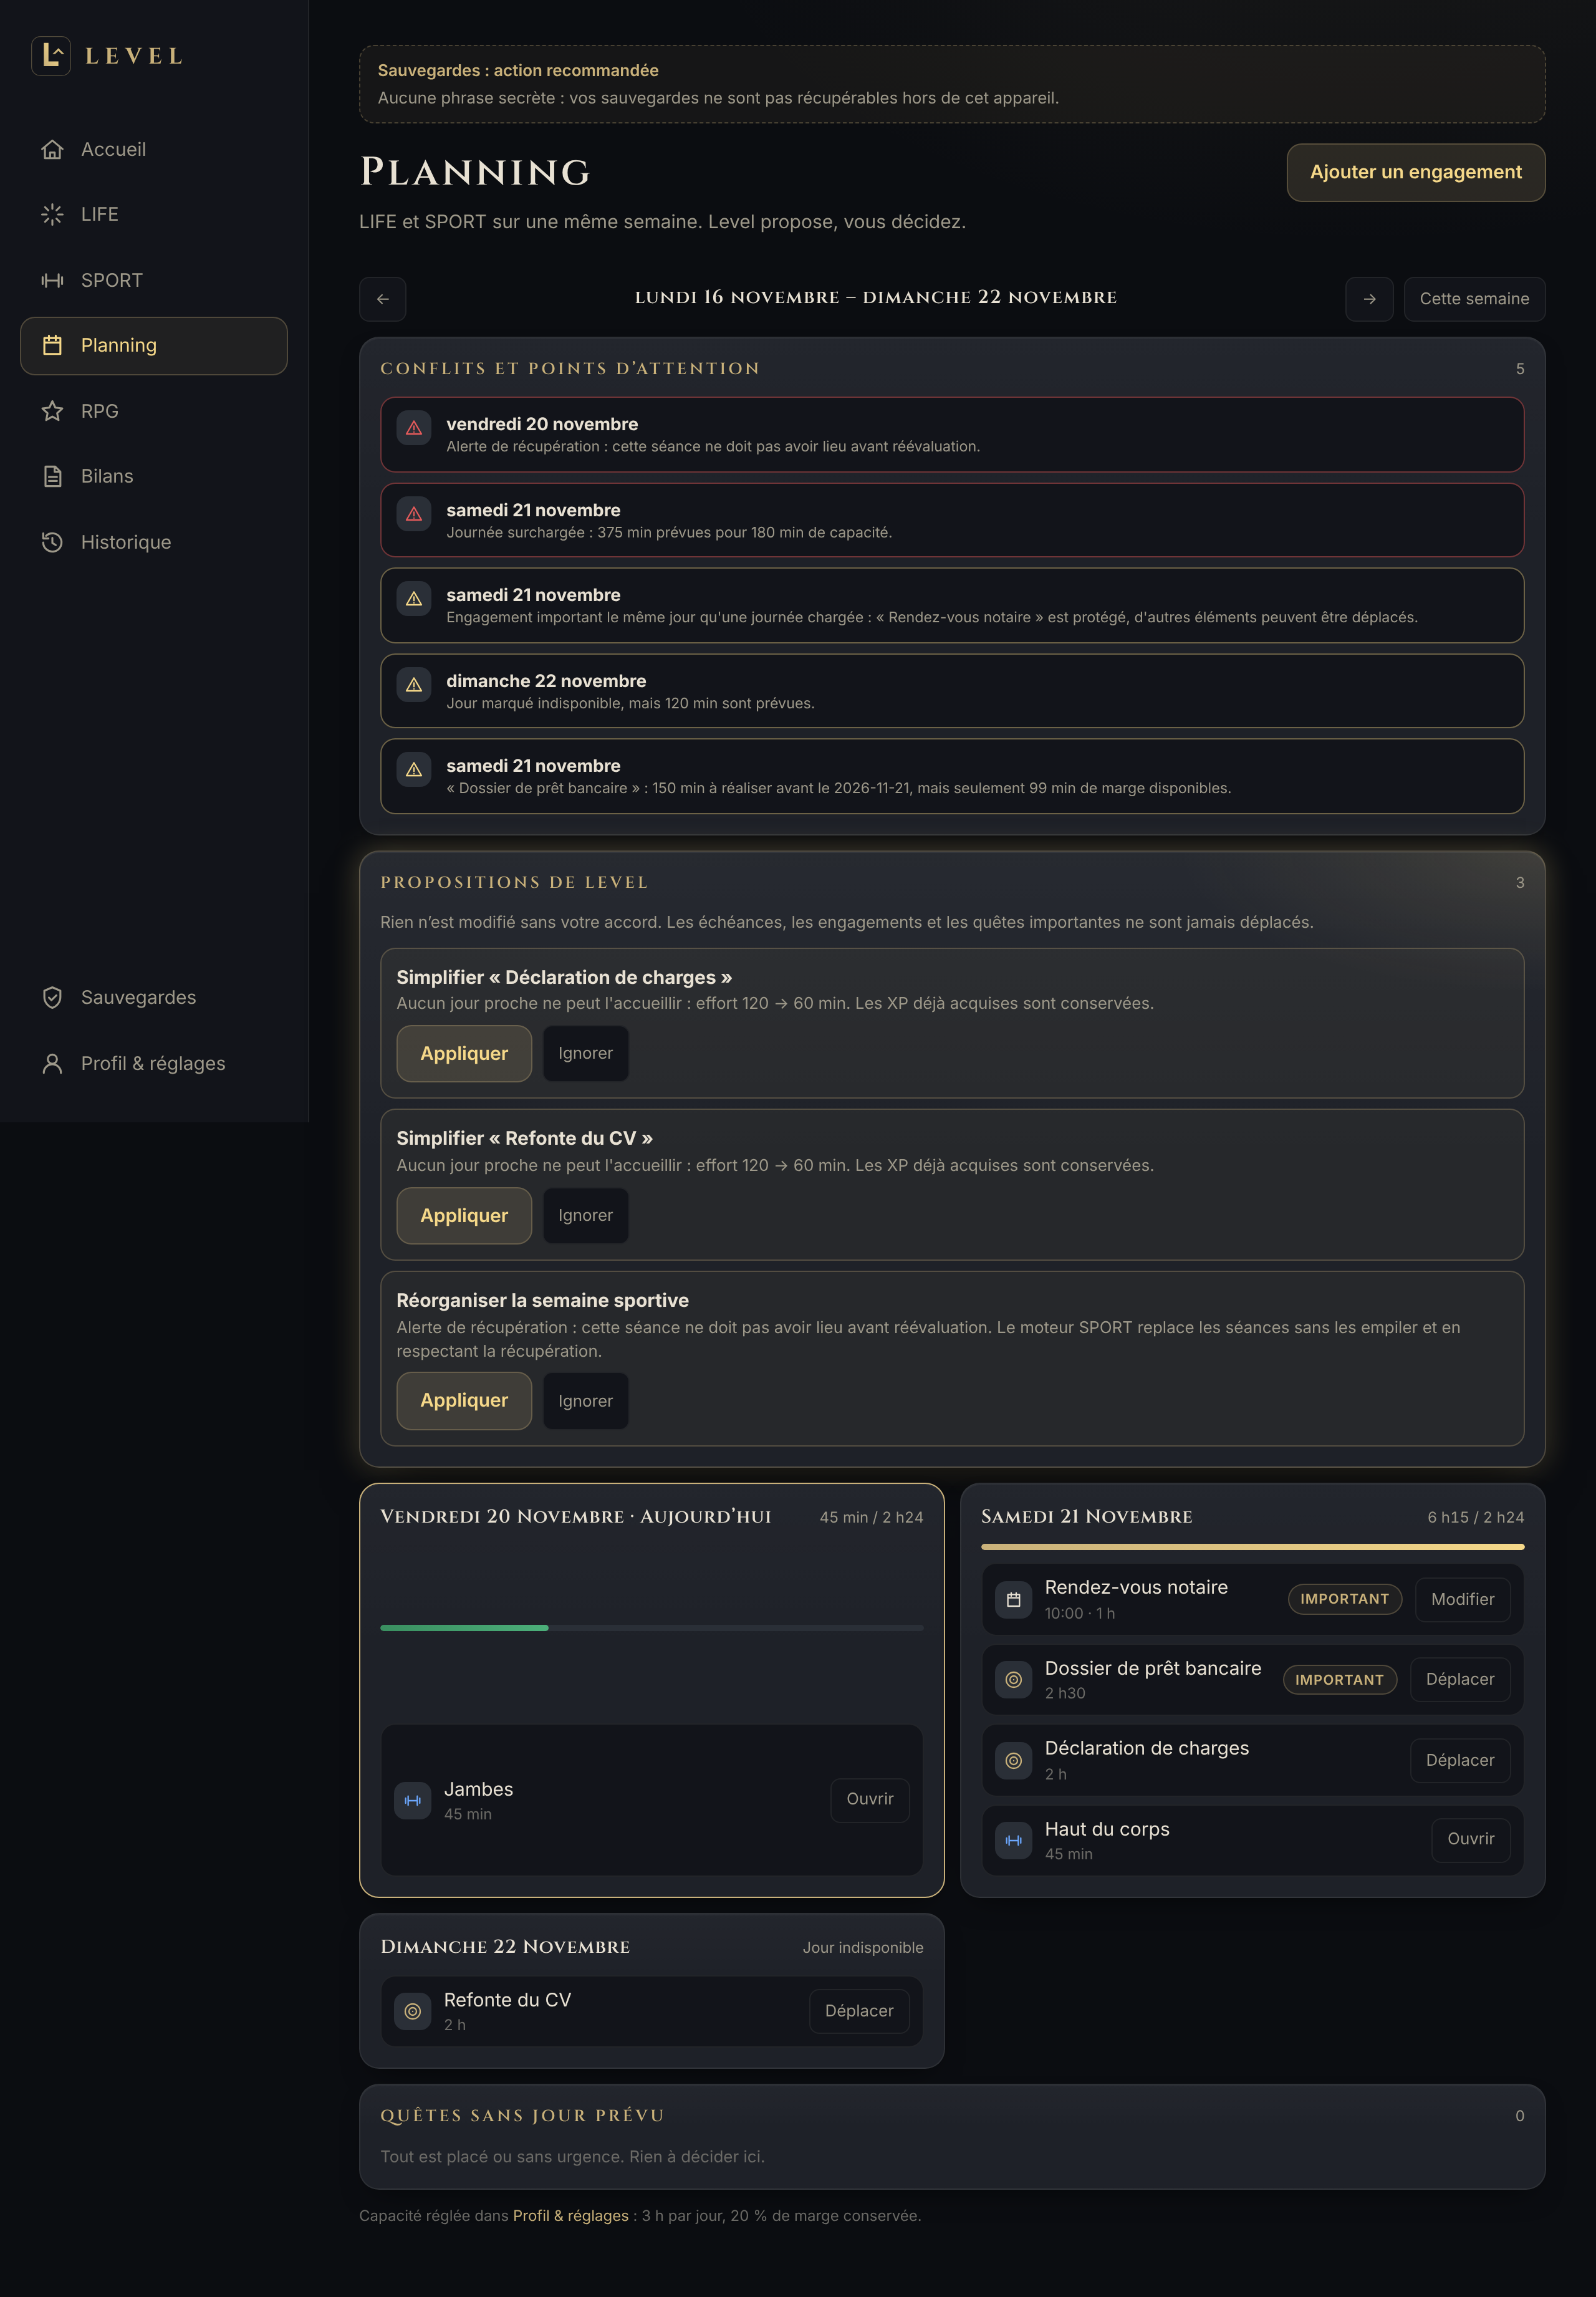 LEVEL
Accueil
LIFE
SPORT
Planning
RPG
Bilans
Historique
Sauvegardes
Profil & réglages
Sauvegardes : action recommandée
Aucune phrase secrète : vos sauvegardes ne sont pas récupérables hors de cet appareil.
Planning
Ajouter un engagement
LIFE et SPORT sur une même semaine. Level propose, vous décidez.
←
LUNDI 16 NOVEMBRE – DIMANCHE 22 NOVEMBRE
→
Cette semaine
CONFLITS ET POINTS D’ATTENTION
5
vendredi 20 novembre
Alerte de récupération : cette séance ne doit pas avoir lieu avant réévaluation.
samedi 21 novembre
Journée surchargée : 375 min prévues pour 180 min de capacité.
samedi 21 novembre
Engagement important le même jour qu'une journée chargée : « Rendez-vous notaire » est protégé, d'autres éléments peuvent être déplacés.
dimanche 22 novembre
Jour marqué indisponible, mais 120 min sont prévues.
samedi 21 novembre
« Dossier de prêt bancaire » : 150 min à réaliser avant le 2026-11-21, mais seulement 99 min de marge disponibles.
PROPOSITIONS DE LEVEL
3
Rien n’est modifié sans votre accord. Les échéances, les engagements et les quêtes importantes ne sont jamais déplacés.
Simplifier « Déclaration de charges »
Aucun jour proche ne peut l'accueillir : effort 120 → 60 min. Les XP déjà acquises sont conservées.
Appliquer
Ignorer
Simplifier « Refonte du CV »
Aucun jour proche ne peut l'accueillir : effort 120 → 60 min. Les XP déjà acquises sont conservées.
Appliquer
Ignorer
Réorganiser la semaine sportive
Alerte de récupération : cette séance ne doit pas avoir lieu avant réévaluation. Le moteur SPORT replace les séances sans les empiler et en
respectant la récupération.
Appliquer
Ignorer
Vendredi 20 Novembre · Aujourd’hui
45 min / 2 h24
Jambes
45 min
Ouvrir
Samedi 21 Novembre
6 h15 / 2 h24
Rendez-vous notaire
10:00 · 1 h
IMPORTANT
Modifier
Dossier de prêt bancaire
2 h30
IMPORTANT
Déplacer
Déclaration de charges
2 h
Déplacer
Haut du corps
45 min
Ouvrir
Dimanche 22 Novembre
Jour indisponible
Refonte du CV
2 h
Déplacer
QUÊTES SANS JOUR PRÉVU
0
Tout est placé ou sans urgence. Rien à décider ici.
Capacité réglée dans Profil & réglages : 3 h par jour, 20 % de marge conservée.